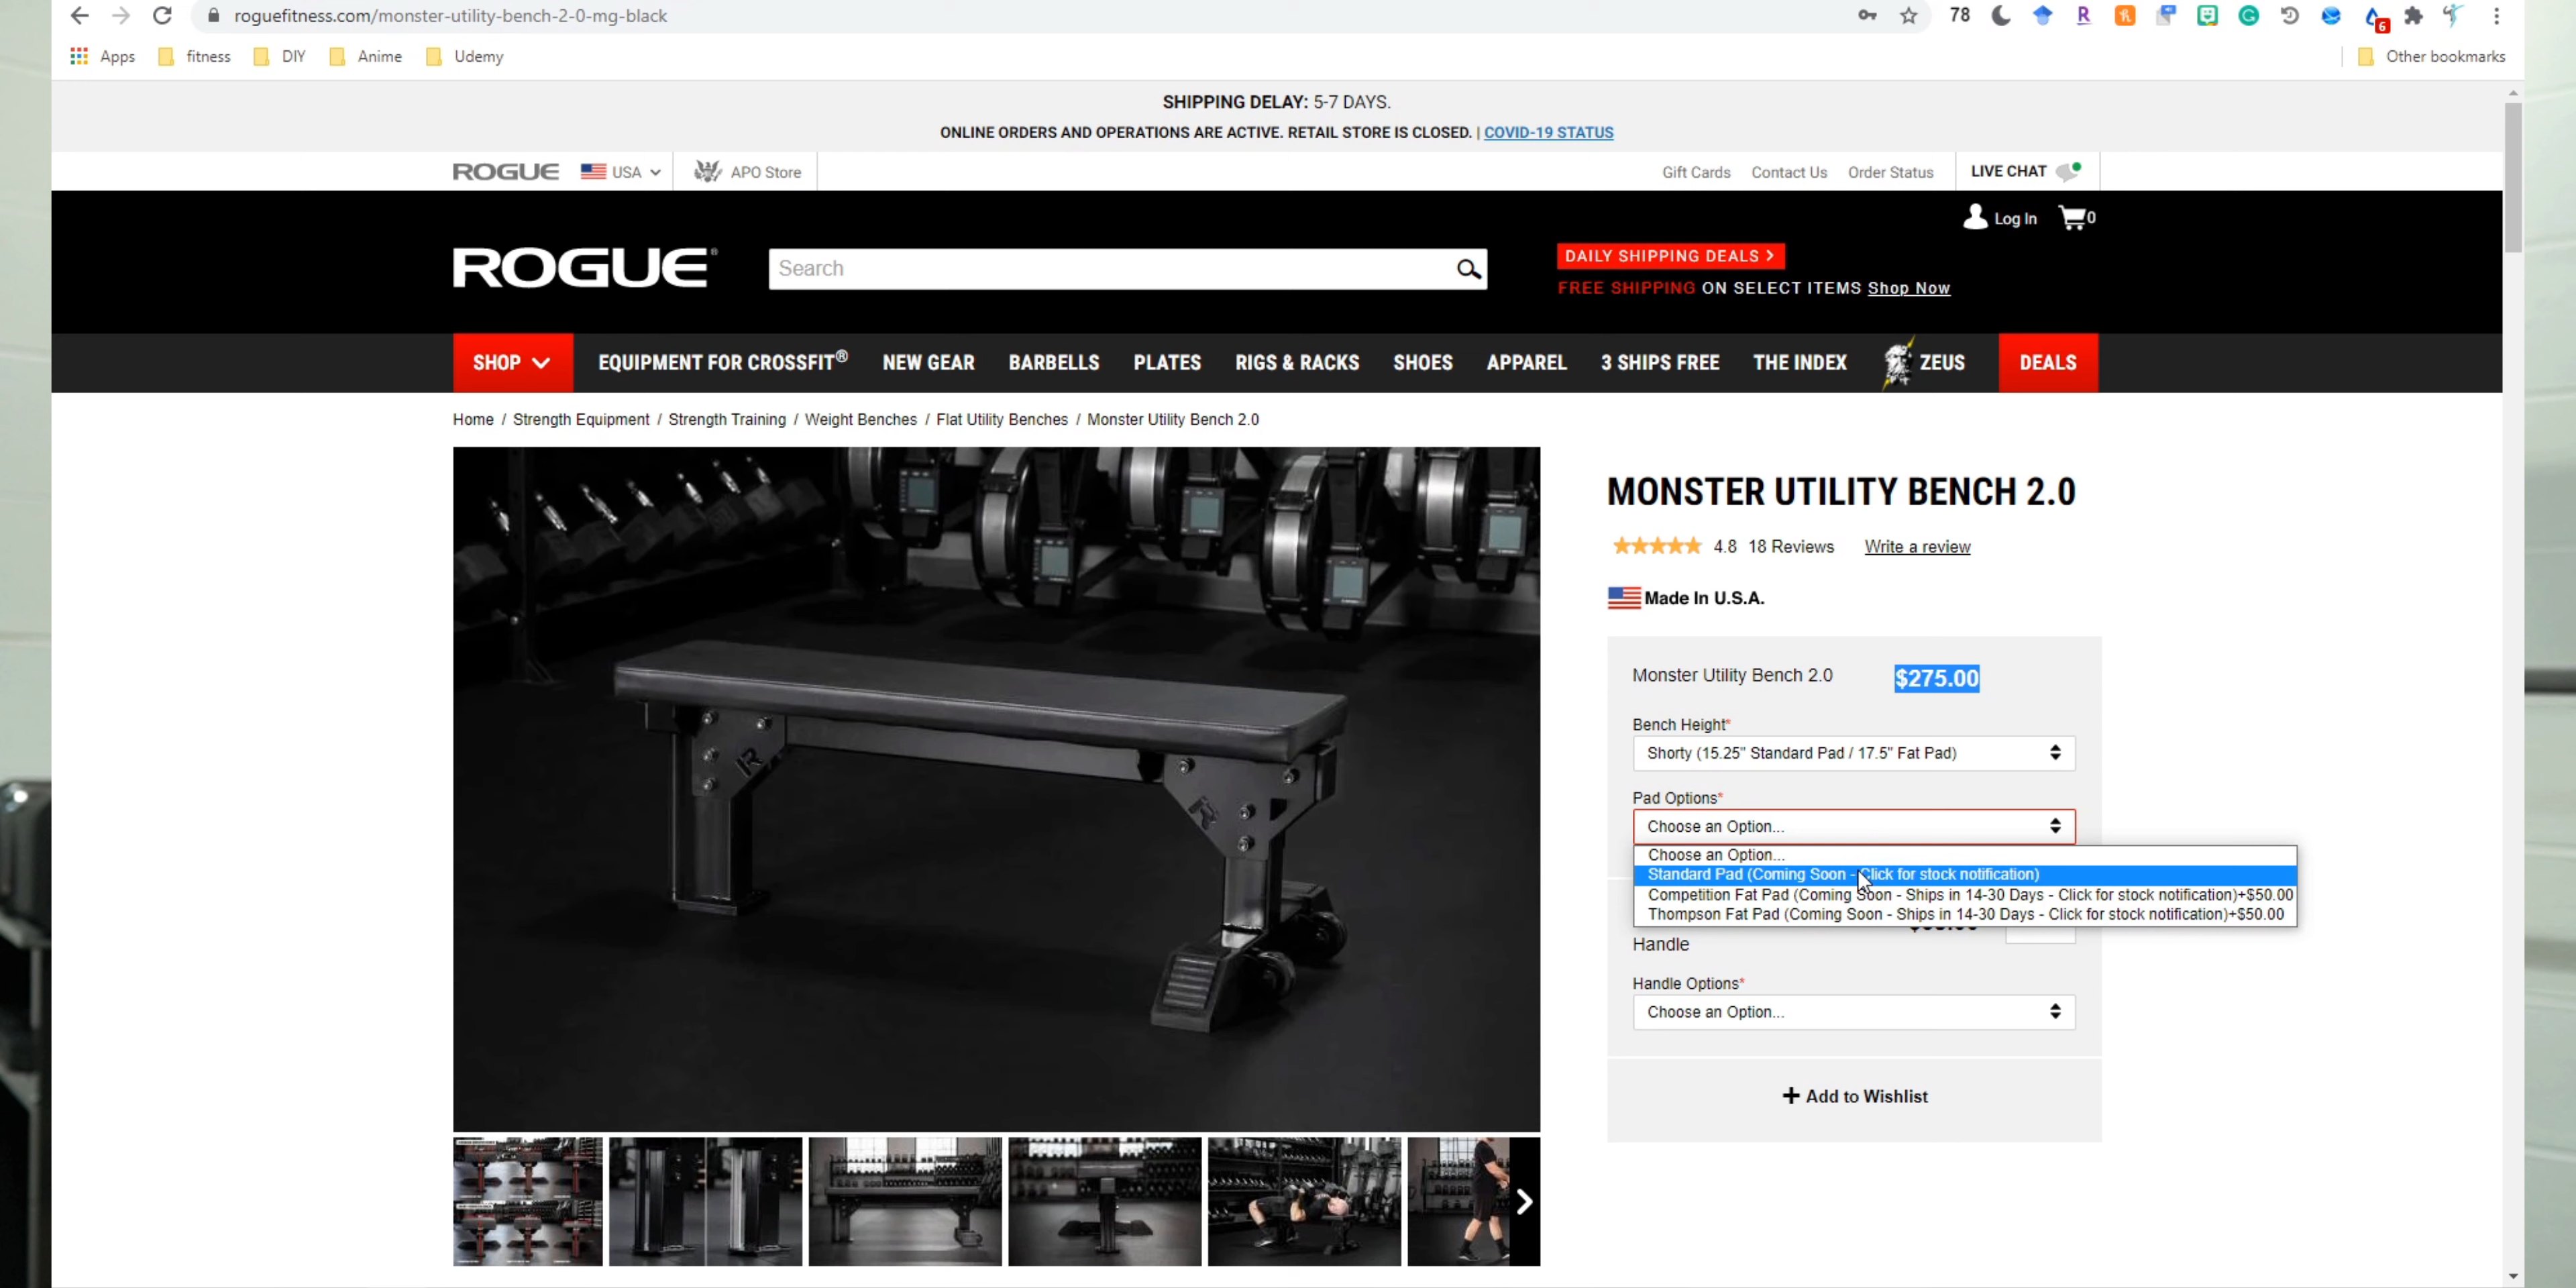 roguefitness.com/monster-utility-bench-2-0-mg-black
78
6
Apps
fitness
DIY
Anime
Udemy
Other bookmarks
SHIPPING DELAY: 5-7 DAYS.
ONLINE ORDERS AND OPERATIONS ARE ACTIVE. RETAIL STORE IS CLOSED. | COVID-19 STATUS
ROGUE
USA
APO Store
Gift Cards
Contact Us
Order Status
LIVE CHAT
Log In
0
ROGUE®
Search
DAILY SHIPPING DEALS >
FREE SHIPPING ON SELECT ITEMS Shop Now
SHOP
EQUIPMENT FOR CROSSFIT®
NEW GEAR
BARBELLS
PLATES
RIGS & RACKS
SHOES
APPAREL
3 SHIPS FREE
THE INDEX
ZEUS
DEALS
Home / Strength Equipment / Strength Training / Weight Benches / Flat Utility Benches / Monster Utility Bench 2.0
MONSTER UTILITY BENCH 2.0
4.8 18 Reviews Write a review
Made In U.S.A.
Monster Utility Bench 2.0 $275.00
Bench Height*
Shorty (15.25" Standard Pad / 17.5" Fat Pad)
Pad Options*
Choose an Option...
Choose an Option...
Standard Pad (Coming Soon - Click for stock notification)
Competition Fat Pad (Coming Soon - Ships in 14-30 Days - Click for stock notification)+$50.00
Thompson Fat Pad (Coming Soon - Ships in 14-30 Days - Click for stock notification)+$50.00
Handle
Handle Options*
Choose an Option...
+ Add to Wishlist